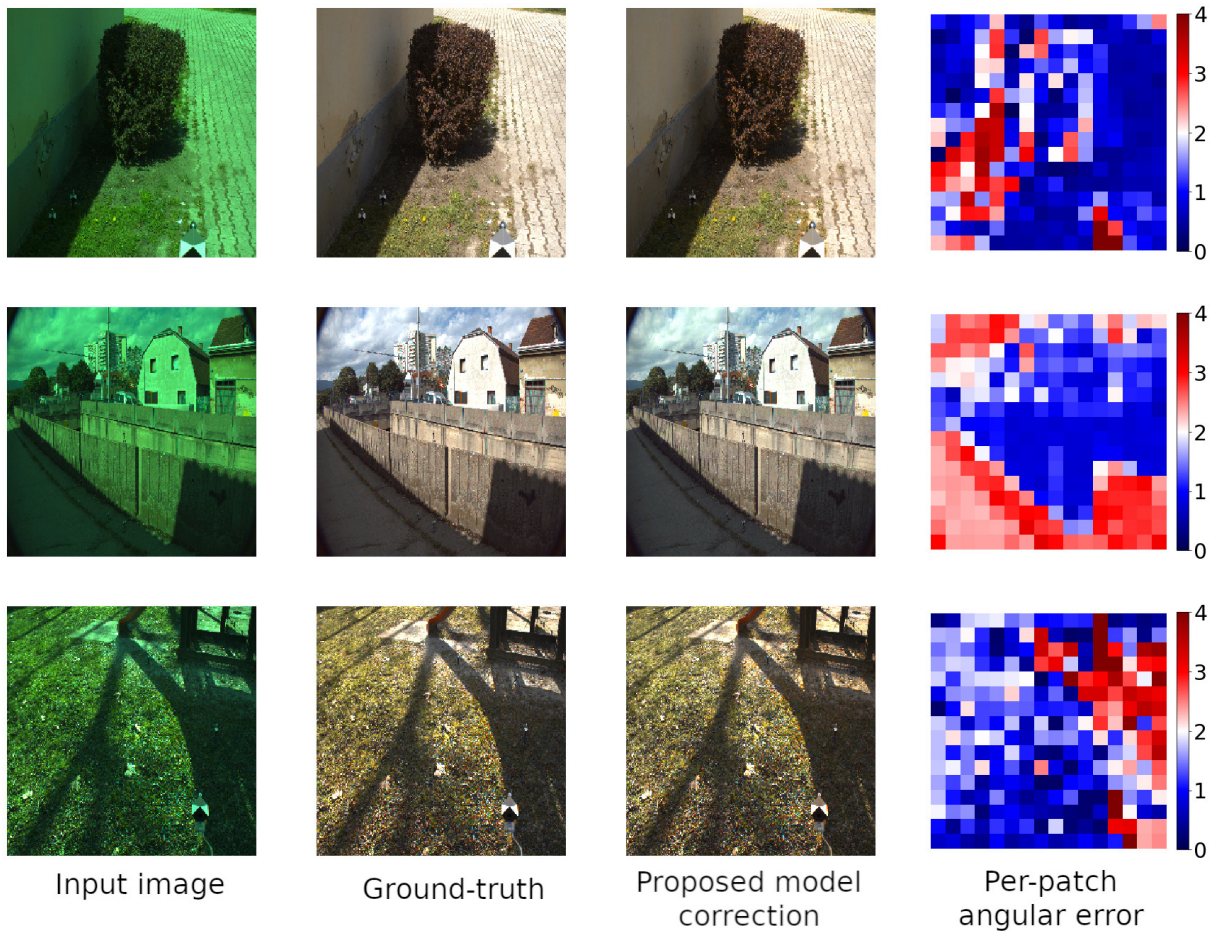 4
3
2
1
0
4
3
2
1
0
4
3
2
1
0
Input image
Ground-truth
Proposed model
correction
Per-patch
angular error